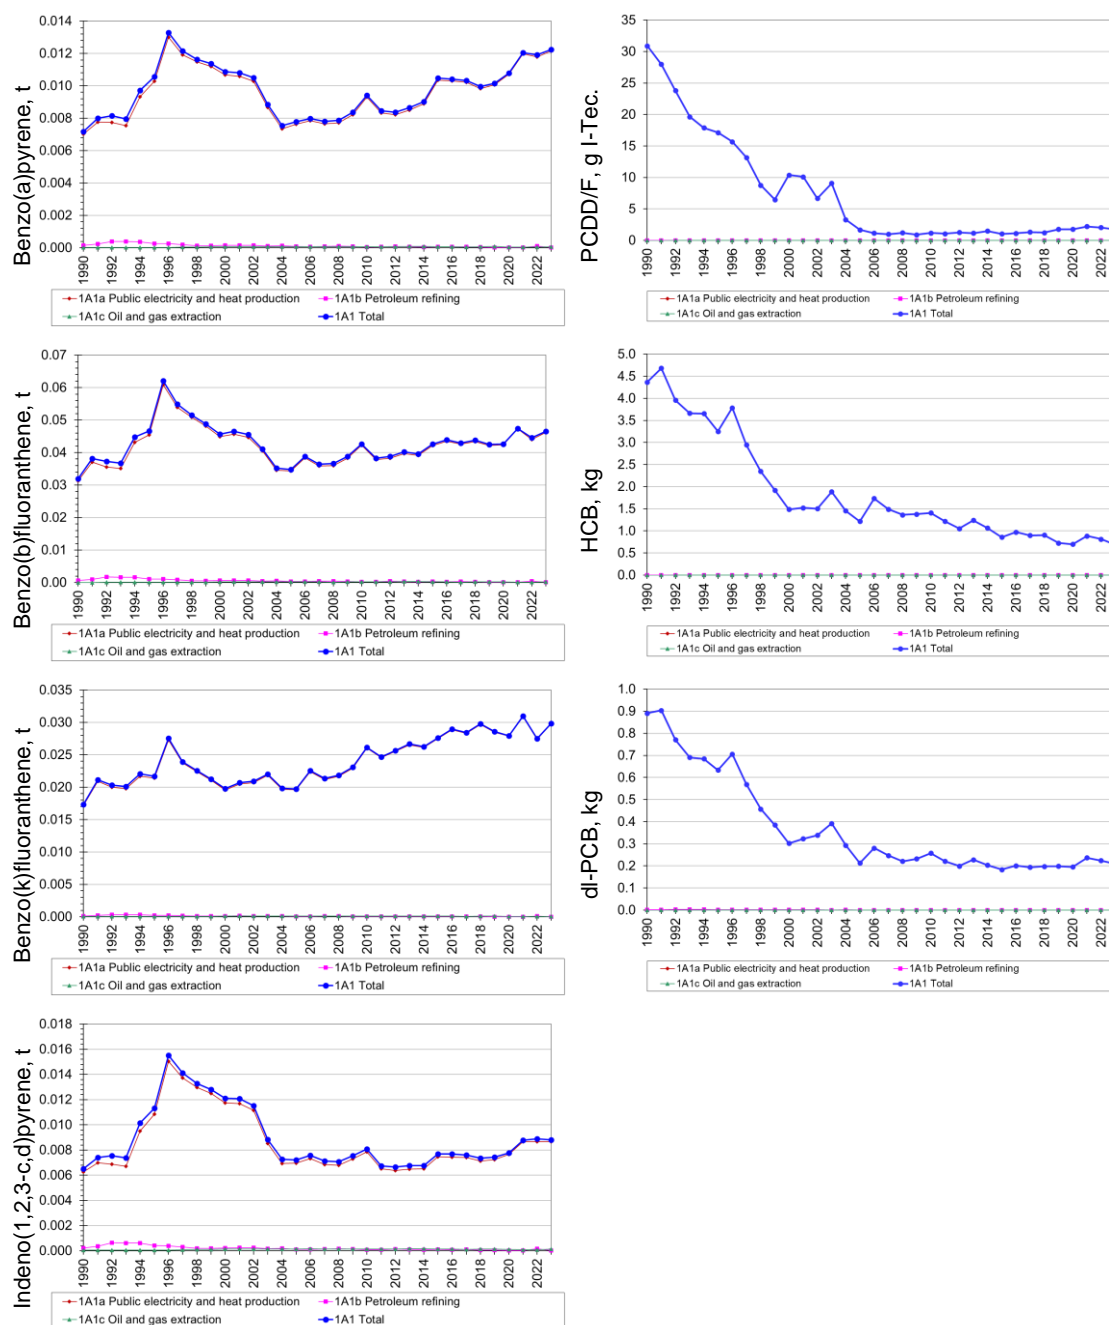 Benzo(a)pyrene, t
0.014
0.012
0.010
0.008
0.006
0.004
0.002
0.000
1990 1992 1994 1996 1998 2000 2002 2004 2006 2008 2010 2012 2014 2016 2018 2020 2022
1A1a Public electricity and heat production 1A1b Petroleum refining
1A1c Oil and gas extraction 1A1 Total
PCDD/F, g I-Tec.
35
30
25
20
15
10
5
0
1990 1992 1994 1996 1998 2000 2002 2004 2006 2008 2010 2012 2014 2016 2018 2020 2022
1A1a Public electricity and heat production 1A1b Petroleum refining
1A1c Oil and gas extraction 1A1 Total
Benzo(b)fluoranthene, t
0.07
0.06
0.05
0.04
0.03
0.02
0.01
0.00
1990 1992 1994 1996 1998 2000 2002 2004 2006 2008 2010 2012 2014 2016 2018 2020 2022
1A1a Public electricity and heat production 1A1b Petroleum refining
1A1c Oil and gas extraction 1A1 Total
HCB, kg
5.0
4.5
4.0
3.5
3.0
2.5
2.0
1.5
1.0
0.5
0.0
1990 1992 1994 1996 1998 2000 2002 2004 2006 2008 2010 2012 2014 2016 2018 2020 2022
1A1a Public electricity and heat production 1A1b Petroleum refining
1A1c Oil and gas extraction 1A1 Total
Benzo(k)fluoranthene, t
0.035
0.030
0.025
0.020
0.015
0.010
0.005
0.000
1990 1992 1994 1996 1998 2000 2002 2004 2006 2008 2010 2012 2014 2016 2018 2020 2022
1A1a Public electricity and heat production 1A1b Petroleum refining
1A1c Oil and gas extraction 1A1 Total
dl-PCB, kg
1.0
0.9
0.8
0.7
0.6
0.5
0.4
0.3
0.2
0.1
0.0
1990 1992 1994 1996 1998 2000 2002 2004 2006 2008 2010 2012 2014 2016 2018 2020 2022
1A1a Public electricity and heat production 1A1b Petroleum refining
1A1c Oil and gas extraction 1A1 Total
Indeno(1,2,3-c,d)pyrene, t
0.018
0.016
0.014
0.012
0.010
0.008
0.006
0.004
0.002
0.000
1990 1992 1994 1996 1998 2000 2002 2004 2006 2008 2010 2012 2014 2016 2018 2020 2022
1A1a Public electricity and heat production 1A1b Petroleum refining
1A1c Oil and gas extraction 1A1 Total